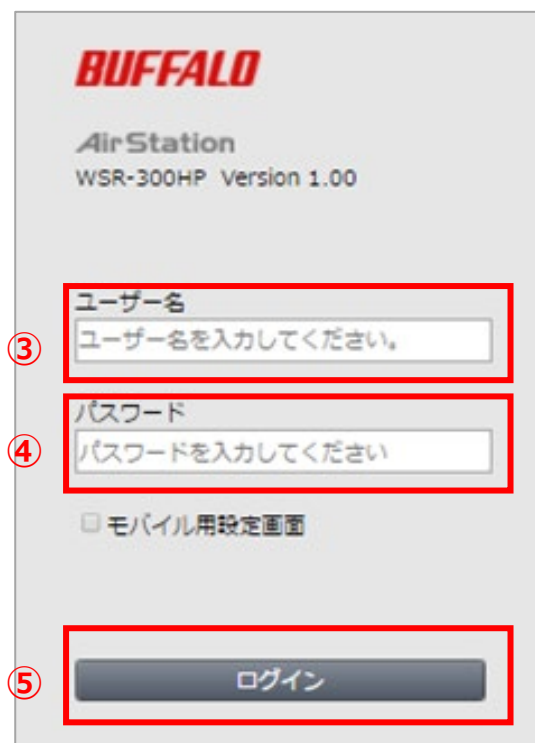 BUFFALO
AirStation
WSR-300HP Version 1.00
ユーザー名
③ ユーザー名を入力してください。
パスワード
④ パスワードを入力してください
モバイル用設定画面
⑤ ログイン